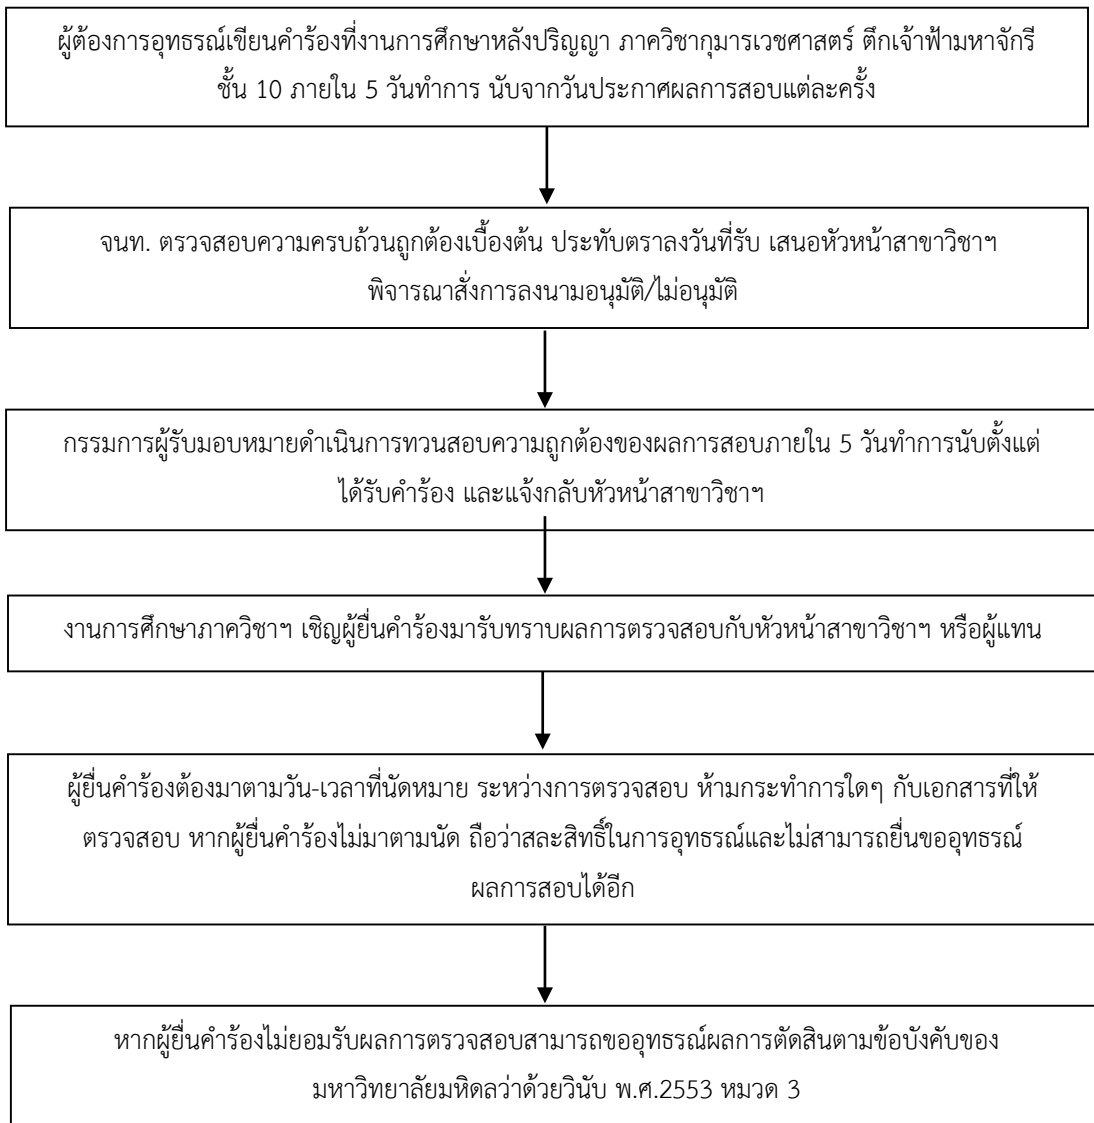 ผู้ต้องการอุทธรณ์เขียนคำร้องที่งานการศึกษาหลังปริญญา ภาควิชากุมารเวชศาสตร์ ตึกเจ้าฟ้ามหาจักรี
ชั้น 10 ภายใน 5 วันทำการ นับจากวันประกาศผลการสอบแต่ละครั้ง
จนท. ตรวจสอบความครบถ้วนถูกต้องเบื้องต้น ประทับตราลงวันที่รับ เสนอหัวหน้าสาขาวิชาฯ
พิจารณาสั่งการลงนามอนุมัติ/ไม่อนุมัติ
กรรมการผู้รับมอบหมายดำเนินการทวนสอบความถูกต้องของผลการสอบภายใน 5 วันทำการนับตั้งแต่
ได้รับคำร้อง และแจ้งกลับหัวหน้าสาขาวิชาฯ
งานการศึกษาภาควิชาฯ เชิญผู้ยื่นคำร้องมารับทราบผลการตรวจสอบกับหัวหน้าสาขาวิชาฯ หรือผู้แทน
ผู้ยื่นคำร้องต้องมาตามวัน-เวลาที่นัดหมาย ระหว่างการตรวจสอบ ห้ามกระทำการใดๆ กับเอกสารที่ให้
ตรวจสอบ หากผู้ยื่นคำร้องไม่มาตามนัด ถือว่าสละสิทธิ์ในการอุทธรณ์และไม่สามารถยื่นขออุทธรณ์
ผลการสอบได้อีก
หากผู้ยื่นคำร้องไม่ยอมรับผลการตรวจสอบสามารถขออุทธรณ์ผลการตัดสินตามข้อบังคับของ
มหาวิทยาลัยมหิดลว่าด้วยวินับ พ.ศ.2553 หมวด 3